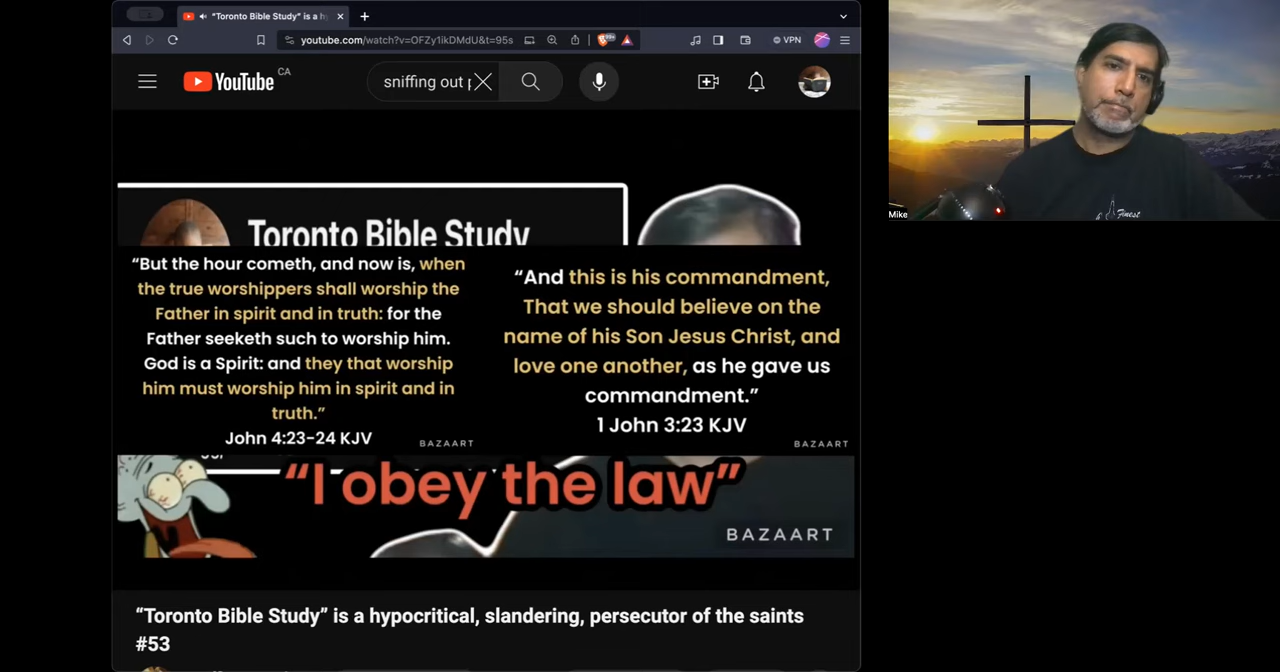 "Toronto Bible Study" is a h
youtube.com/watch?v=OFZy1ikDMdU&t=95s
99+
VPN
YouTube CA
sniffing out p
Toronto Bible Study
"But the hour cometh, and now is, when
the true worshippers shall worship the
Father in spirit and in truth: for the
Father seeketh such to worship him.
God is a Spirit: and they that worship
him must worship him in spirit and in
truth."
John 4:23-24 KJV
BAZAART
"And this is his commandment,
That we should believe on the
name of his Son Jesus Christ, and
love one another, as he gave us
commandment."
1 John 3:23 KJV
BAZAART
"I obey the law"
BAZAART
"Toronto Bible Study" is a hypocritical, slandering, persecutor of the saints
#53
Mike
Finest